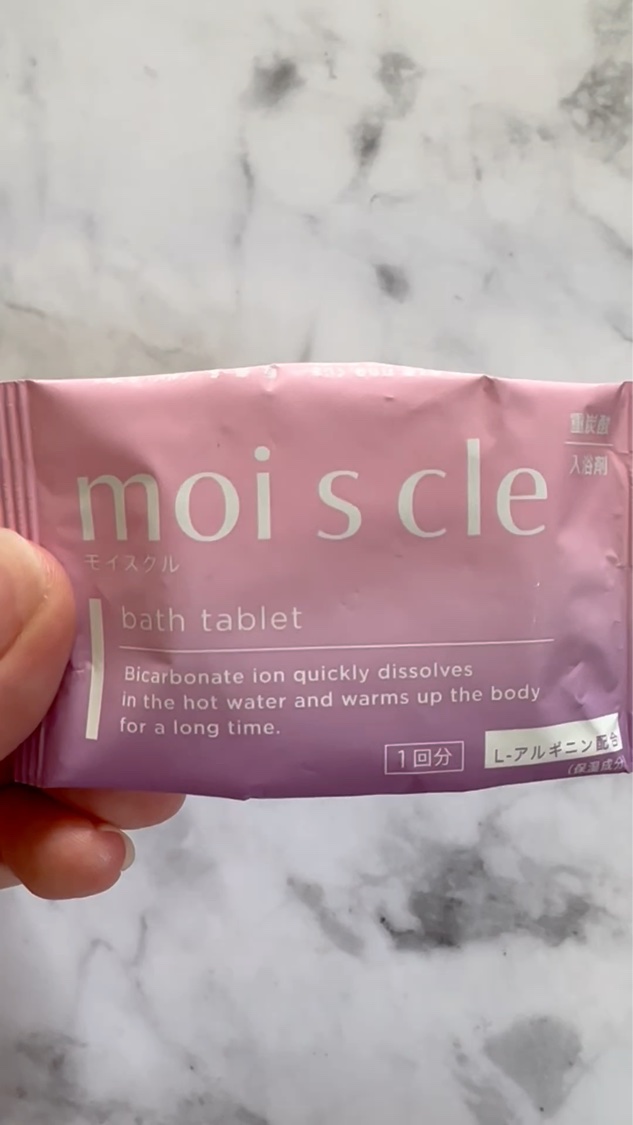 重炭酸
入浴剤
moi s cle
モイスクル
bath tablet
Bicarbonate ion quickly dissolves
in the hot water and warms up the body
for a long time.
1回分
L-アルギニン配合
(保湿成分